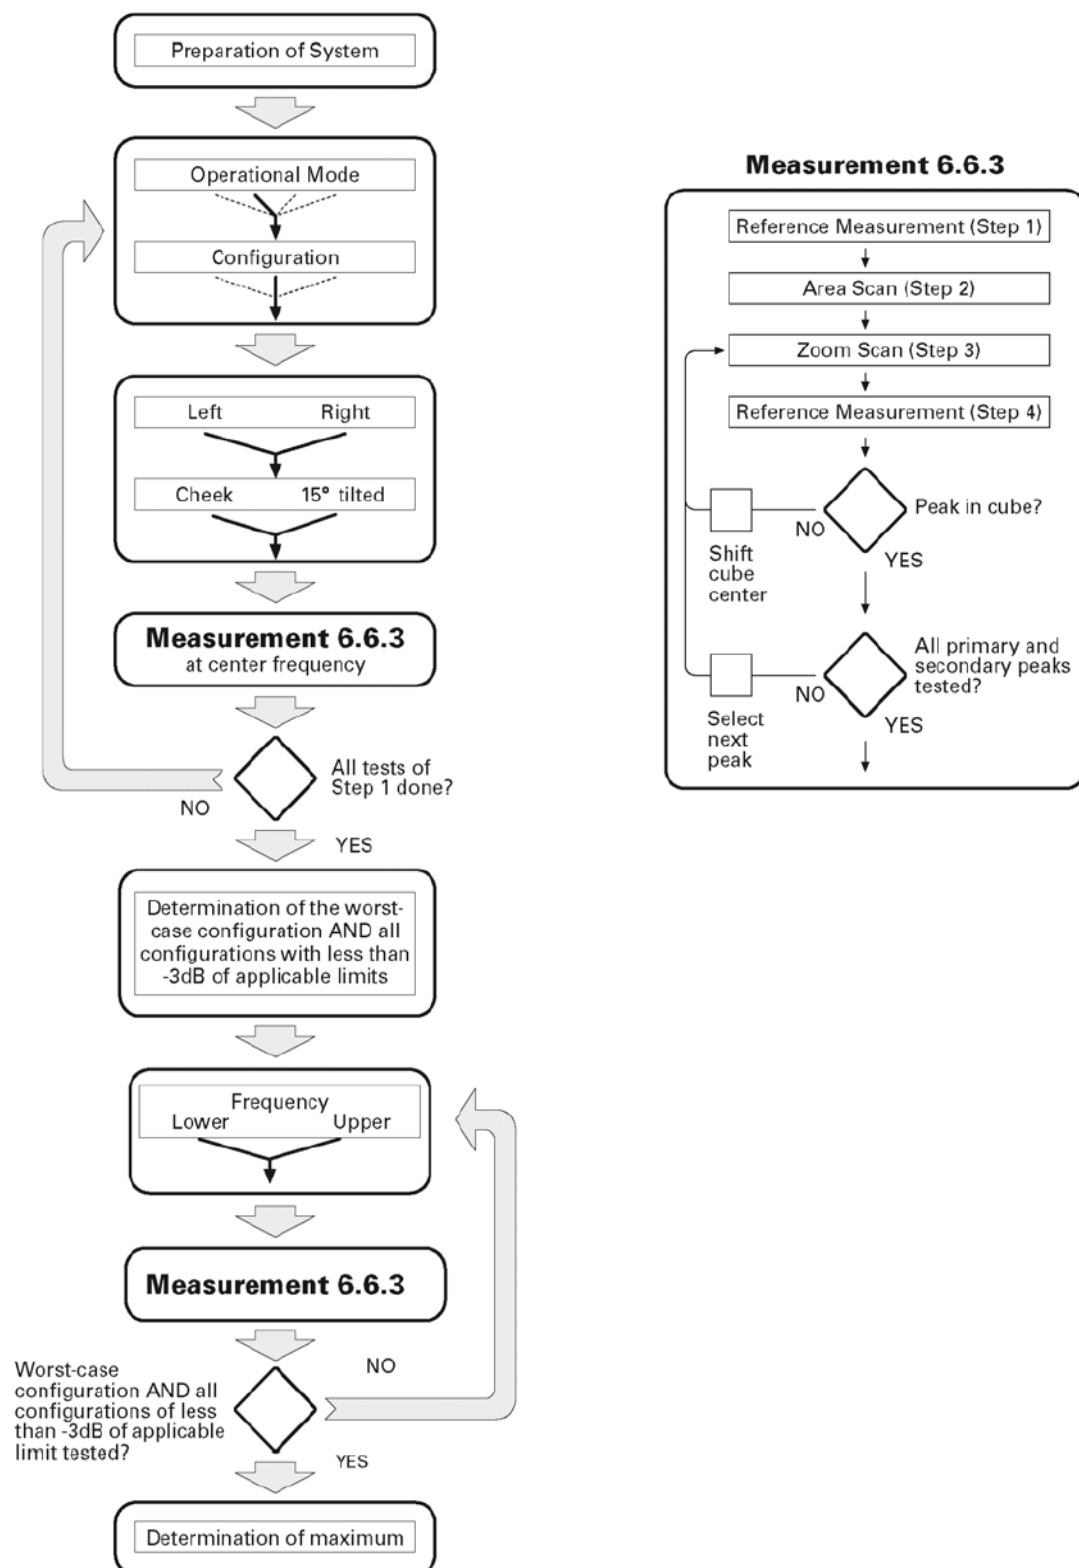 Preparation of System
Operational Mode
Configuration
Left Right
Cheek 15° tilted
Measurement 6.6.3
at center frequency
All tests of
Step 1 done?
NO
YES
Determination of the worst-
case configuration AND all
configurations with less than
-3dB of applicable limits
Frequency
Lower Upper
Measurement 6.6.3
NO
Worst-case
configuration AND all
configurations of less
than -3dB of applicable
limit tested?
YES
Determination of maximum
Measurement 6.6.3
Reference Measurement (Step 1)
Area Scan (Step 2)
Zoom Scan (Step 3)
Reference Measurement (Step 4)
Peak in cube?
NO
YES
Shift
cube
center
All primary and
secondary peaks
tested?
NO
YES
Select
next
peak